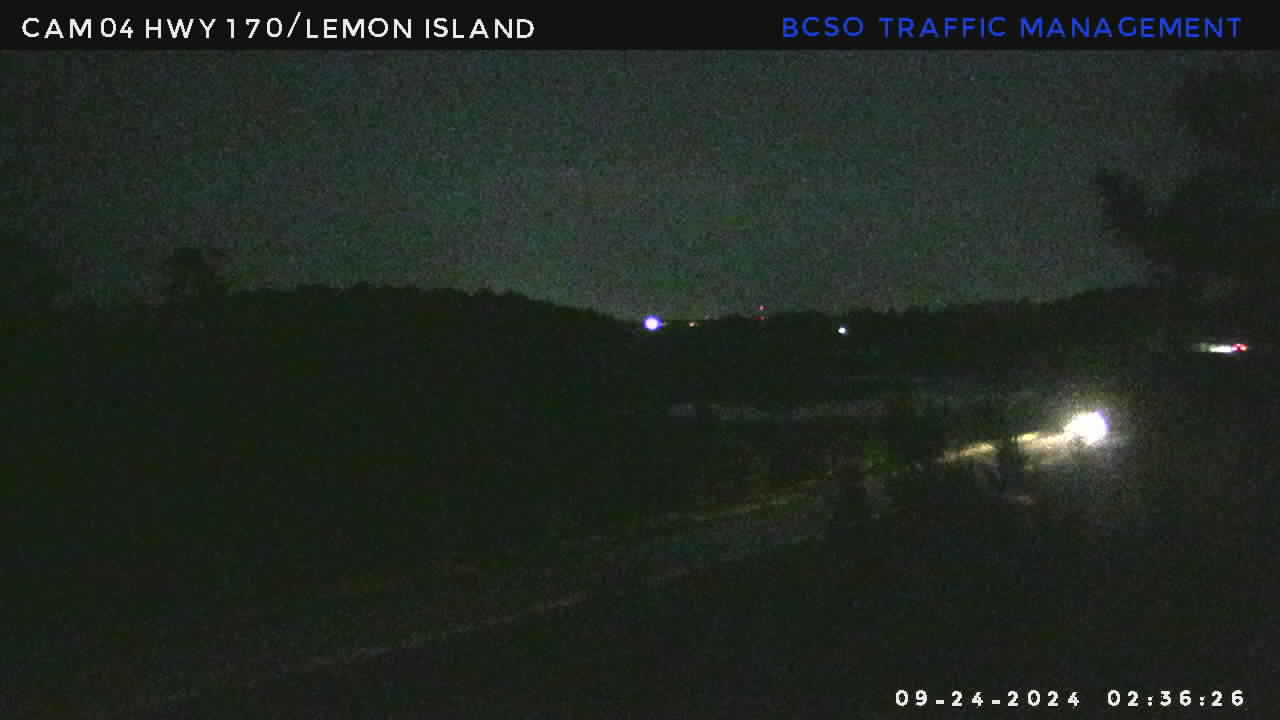 CAM04 HWY 170/LEMON ISLAND
BCSO TRAFFIC MANAGEMENT
09-24-2024 02:36:26